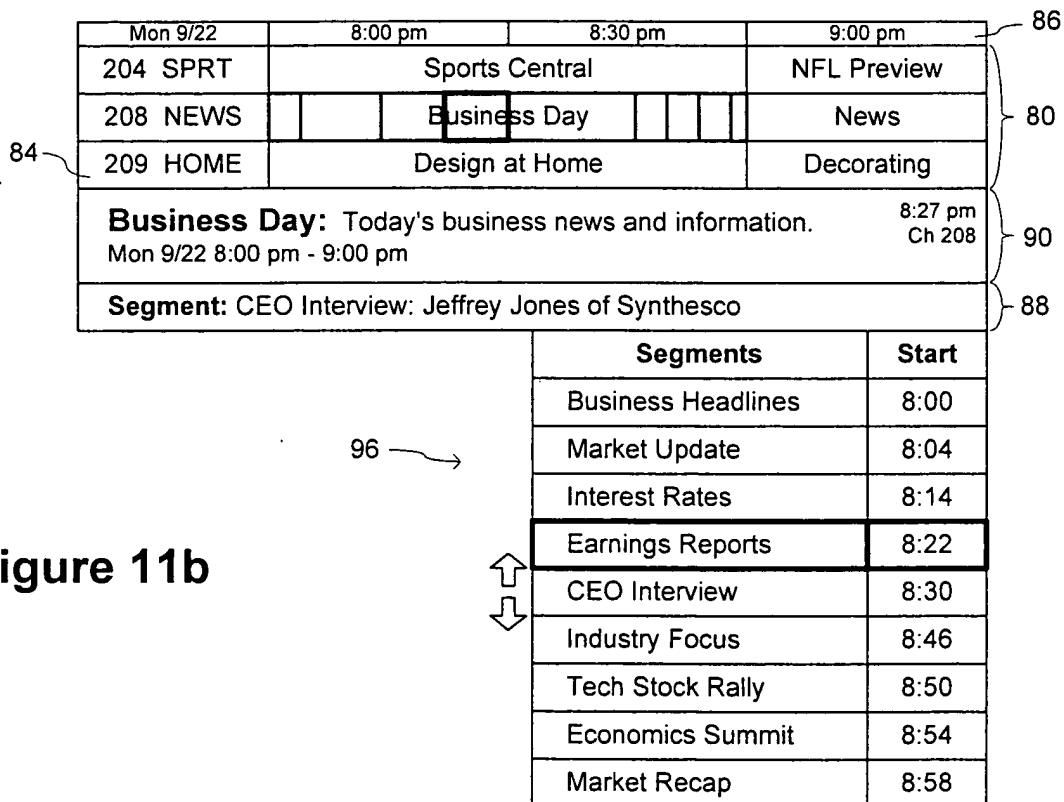 Mon 9/22 8:00 pm 8:30 pm 9:00 pm 86
204 SPRT Sports Central NFL Preview
208 NEWS Business Day News 80
84 209 HOME Design at Home Decorating
Business Day: Today's business news and information. 8:27 pm
Mon 9/22 8:00 pm - 9:00 pm Ch 208 90
Segment: CEO Interview: Jeffrey Jones of Synthesco 88
Segments Start
Business Headlines 8:00
96 Market Update 8:04
Interest Rates 8:14
Earnings Reports 8:22
igure 11b
CEO Interview 8:30
Industry Focus 8:46
Tech Stock Rally 8:50
Economics Summit 8:54
Market Recap 8:58